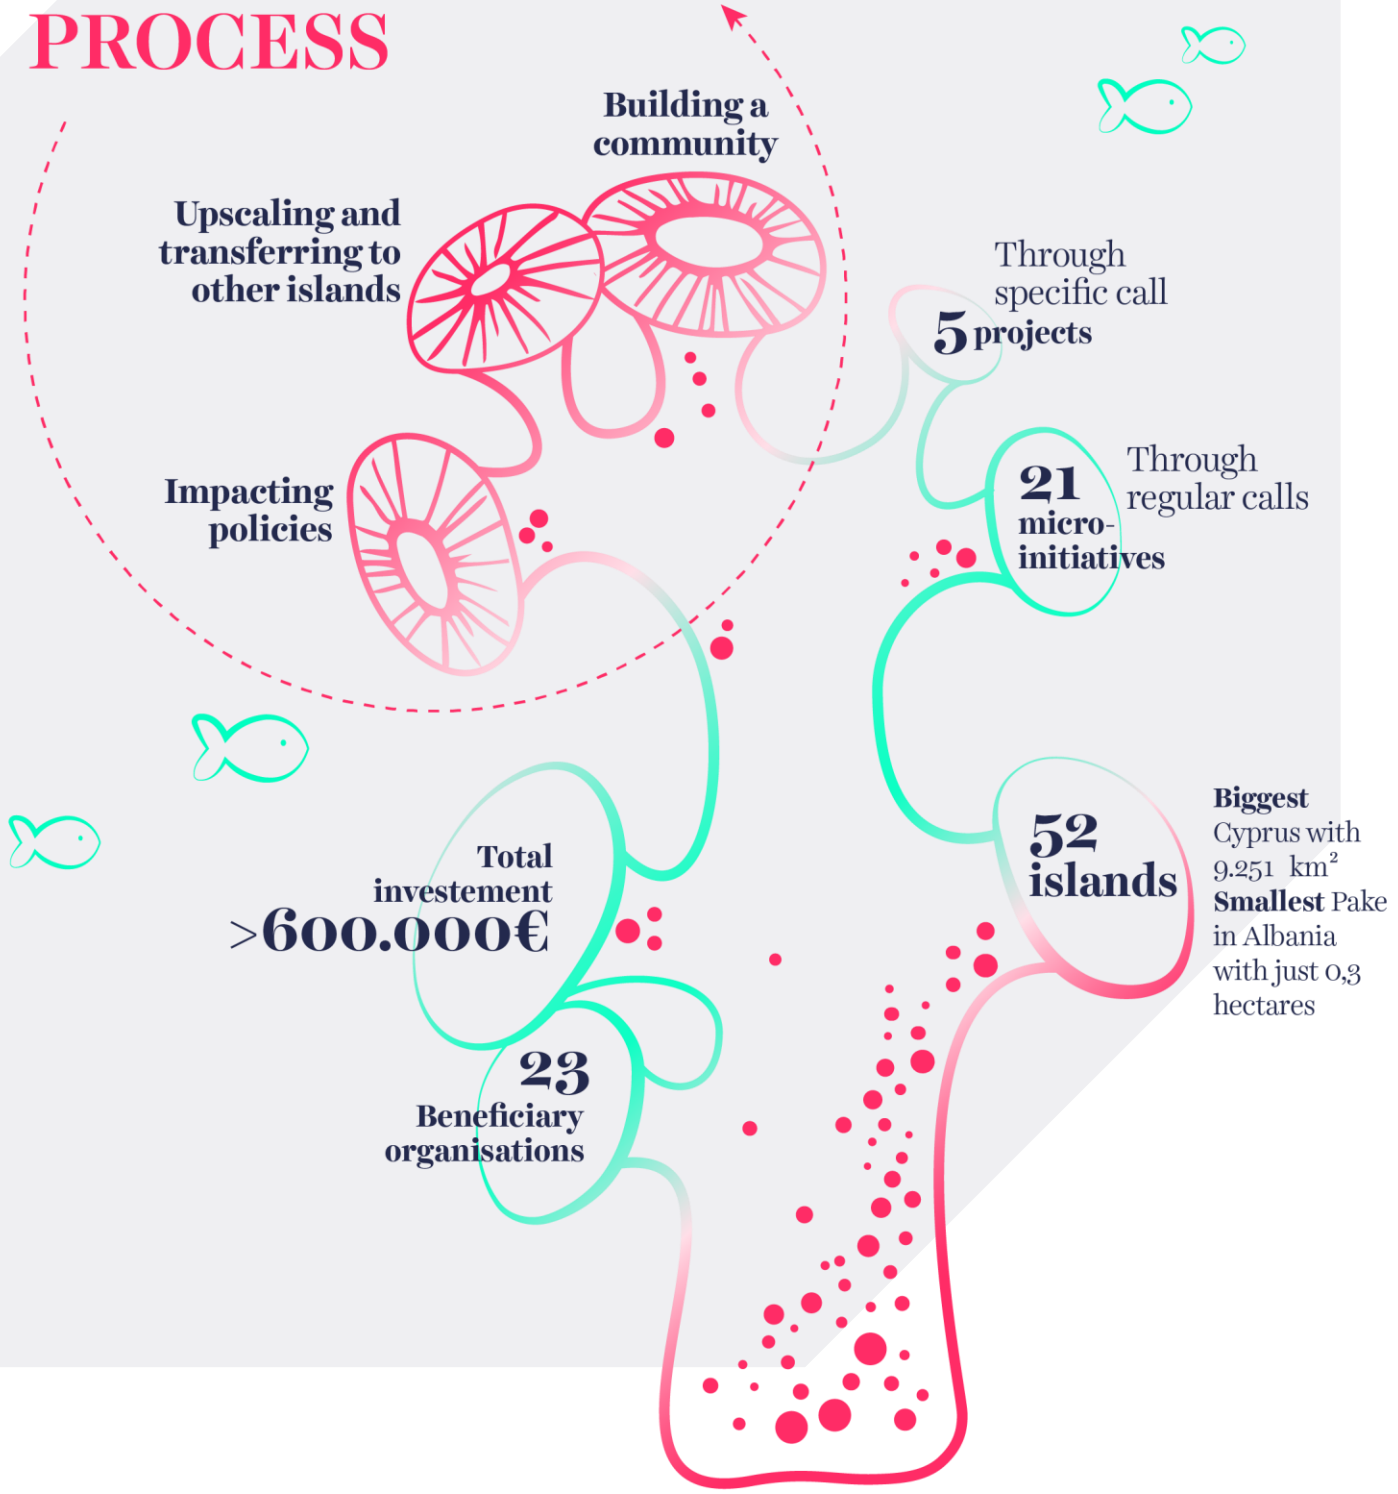 PROCESS
Building a
community
Upscaling and
transferring to
other islands
Impacting
policies
Through
specific call
5 projects
Through
regular calls
21
micro-
initiatives
52
islands
Biggest
Cyprus with
9.251 km²
Smallest Pake
in Albania
with just 0,3
hectares
Total
investement
>600.000€
23
Beneficiary
organisations